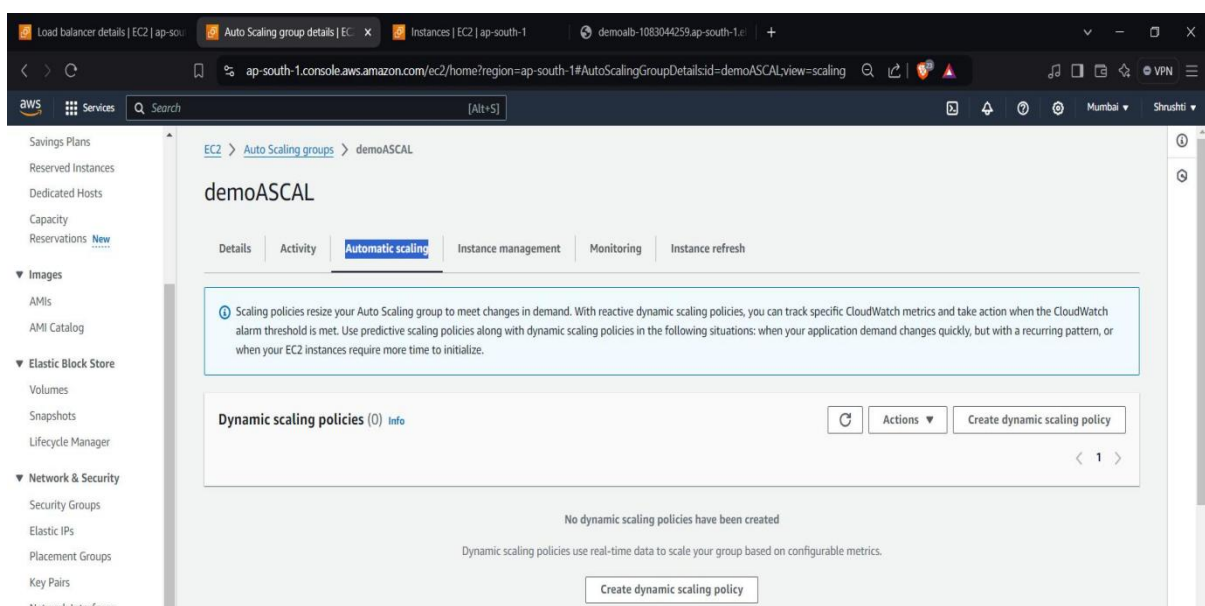 Load balancer details | EC2 | ap-sou
Auto Scaling group details | EC
Instances | EC2 | ap-south-1
demoalb-1083044259.ap-south-1.el
ap-south-1.console.aws.amazon.com/ec2/home?region=ap-south-1#AutoScalingGroupDetails:id=demoASCAL;view=scaling
VPN
aws
Services
Search
[Alt+S]
Mumbai
Shrushti
Savings Plans
Reserved Instances
Dedicated Hosts
Capacity
Reservations New
Images
AMIs
AMI Catalog
Elastic Block Store
Volumes
Snapshots
Lifecycle Manager
Network & Security
Security Groups
Elastic IPs
Placement Groups
Key Pairs
EC2 > Auto Scaling groups > demoASCAL
demoASCAL
Details
Activity
Automatic scaling
Instance management
Monitoring
Instance refresh
Scaling policies resize your Auto Scaling group to meet changes in demand. With reactive dynamic scaling policies, you can track specific CloudWatch metrics and take action when the CloudWatch
alarm threshold is met. Use predictive scaling policies along with dynamic scaling policies in the following situations: when your application demand changes quickly, but with a recurring pattern, or
when your EC2 instances require more time to initialize.
Dynamic scaling policies (0) Info
Actions
Create dynamic scaling policy
< 1 >
No dynamic scaling policies have been created
Dynamic scaling policies use real-time data to scale your group based on configurable metrics.
Create dynamic scaling policy